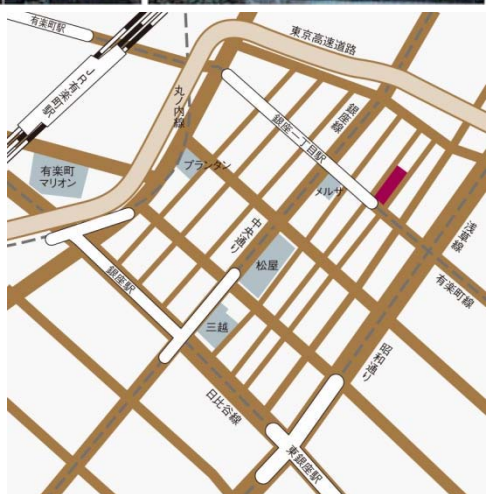 有楽町駅
東京高速道路
JR有楽町駅
丸ノ内線
銀座線
銀座一丁目駅
プランタン
有楽町
マリオン
メルサ
中央通り
浅草線
松屋
有楽町線
銀座駅
三越
昭和通り
日比谷線
東銀座駅